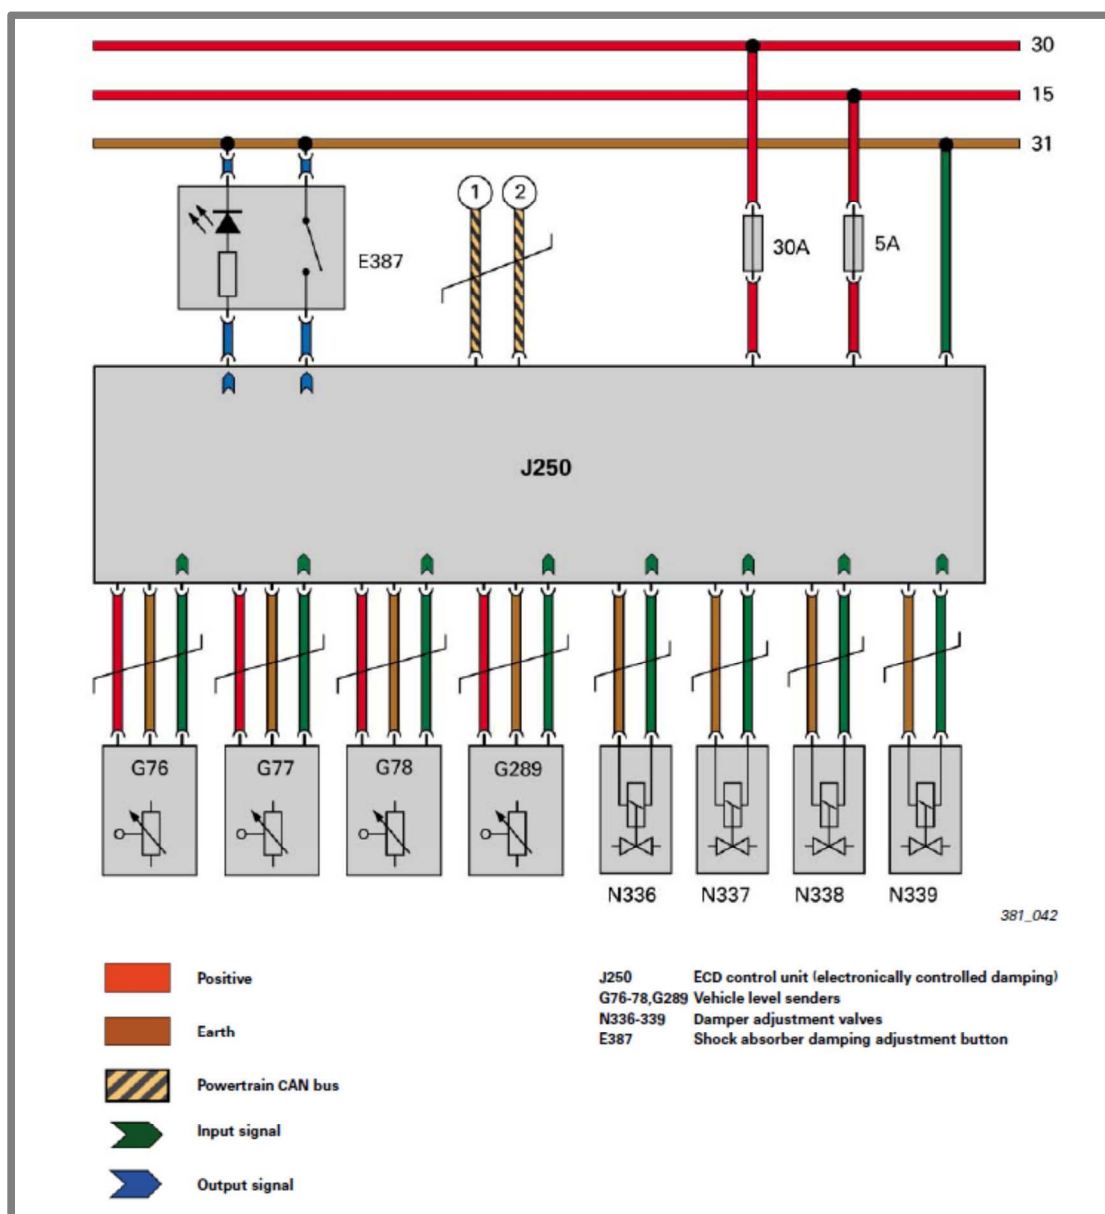 30
15
31
1 2
E387
30A
5A
J250
G76 G77 G78 G289
N336 N337 N338 N339
381_042
Positive
Earth
Powertrain CAN bus
Input signal
Output signal
J250 ECD control unit (electronically controlled damping)
G76-78,G289 Vehicle level senders
N336-339 Damper adjustment valves
E387 Shock absorber damping adjustment button